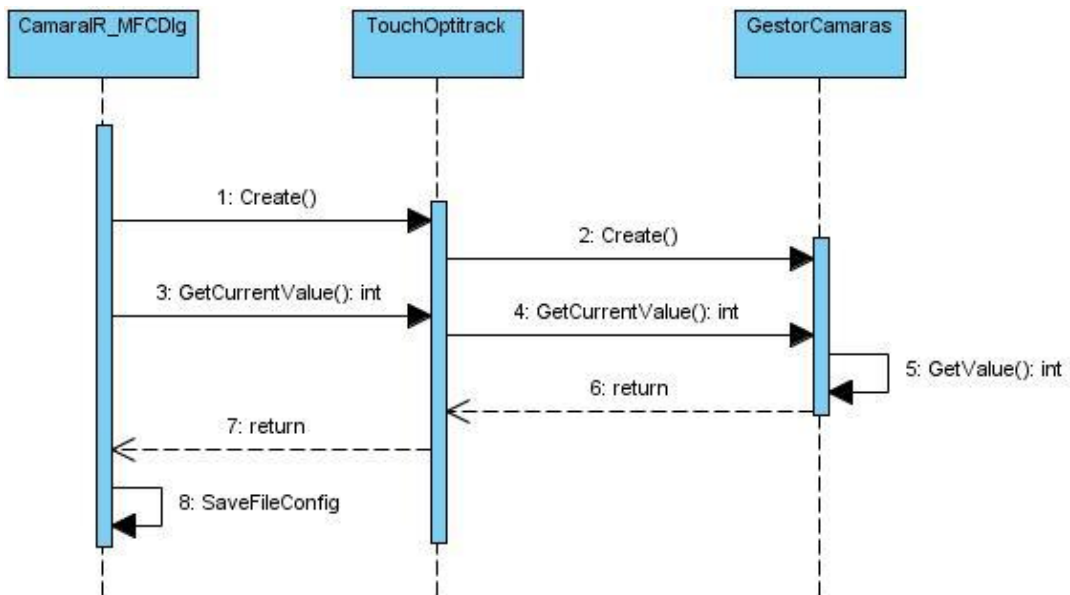 CamaraIR_MFCDlg
TouchOptitrack
GestorCamaras
1: Create()
2: Create()
3: GetCurrentValue(): int
4: GetCurrentValue(): int
5: GetValue(): int
6: return
7: return
8: SaveFileConfig